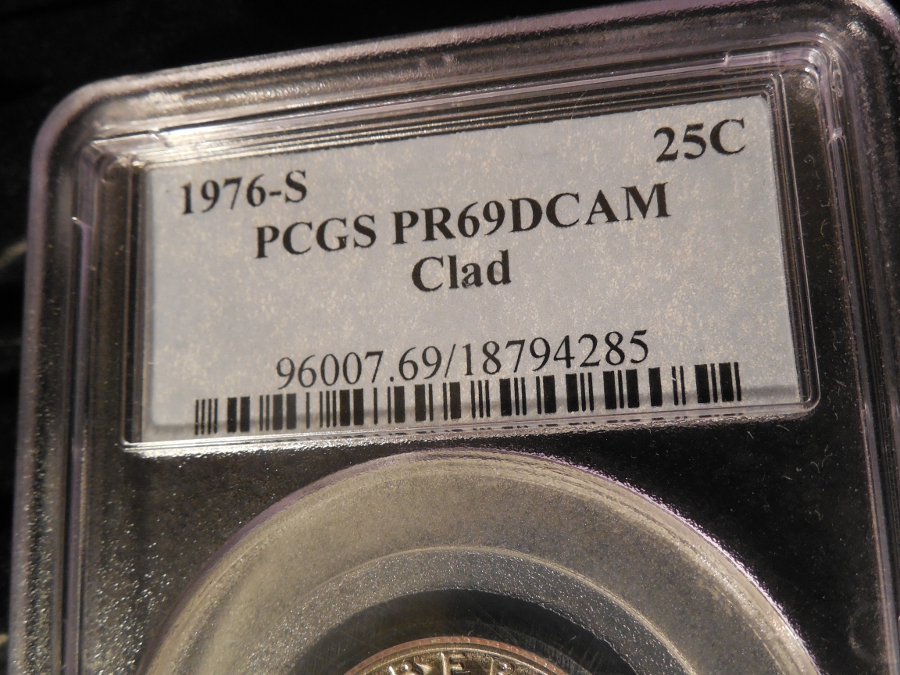 1976-S 25C
PCGS PR69DCAM
Clad
96007.69/18794285